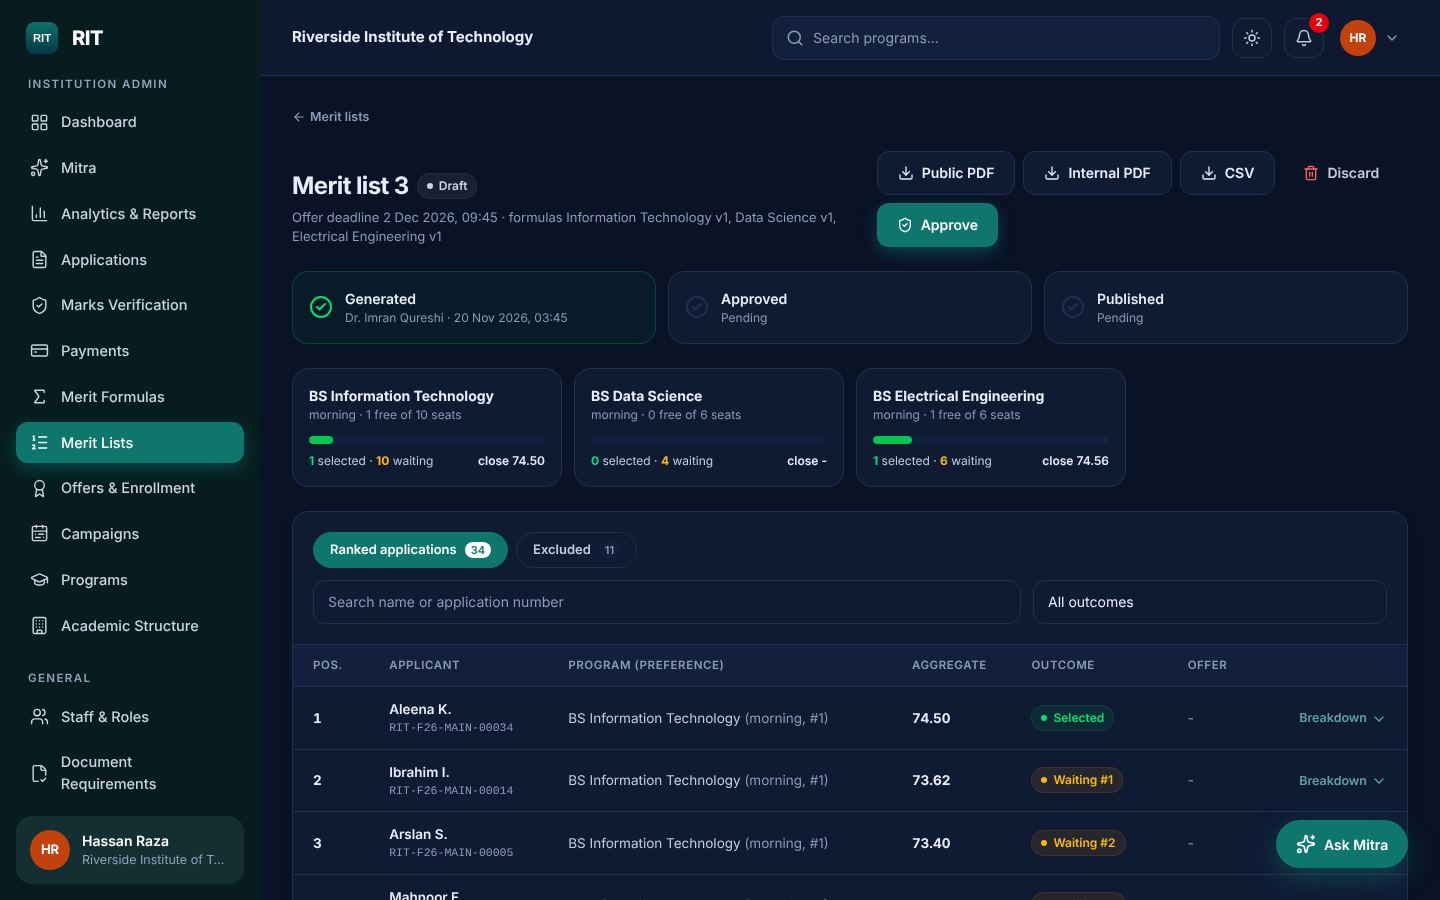 RIT RIT
INSTITUTION ADMIN
Dashboard
Mitra
Analytics & Reports
Applications
Marks Verification
Payments
Merit Formulas
Merit Lists
Offers & Enrollment
Campaigns
Programs
Academic Structure
GENERAL
Staff & Roles
Document
Requirements
HR Hassan Raza
Riverside Institute of T...
Riverside Institute of Technology
Search programs...
2
HR
← Merit lists
Merit list 3 Draft
Offer deadline 2 Dec 2026, 09:45 · formulas Information Technology v1, Data Science v1,
Electrical Engineering v1
Public PDF Internal PDF CSV Discard
Approve
Generated
Dr. Imran Qureshi · 20 Nov 2026, 03:45
Approved
Pending
Published
Pending
BS Information Technology
morning · 1 free of 10 seats
1 selected · 10 waiting close 74.50
BS Data Science
morning · 0 free of 6 seats
0 selected · 4 waiting close -
BS Electrical Engineering
morning · 1 free of 6 seats
1 selected · 6 waiting close 74.56
Ranked applications 34 Excluded 11
Search name or application number All outcomes
POS. APPLICANT PROGRAM (PREFERENCE) AGGREGATE OUTCOME OFFER
1 Aleena K. BS Information Technology (morning, #1) 74.50 Selected - Breakdown
RIT-F26-MAIN-00034
2 Ibrahim I. BS Information Technology (morning, #1) 73.62 Waiting #1 - Breakdown
RIT-F26-MAIN-00014
3 Arslan S. BS Information Technology (morning, #1) 73.40 Waiting #2 -
RIT-F26-MAIN-00005
Ask Mitra
Mahnoor F.